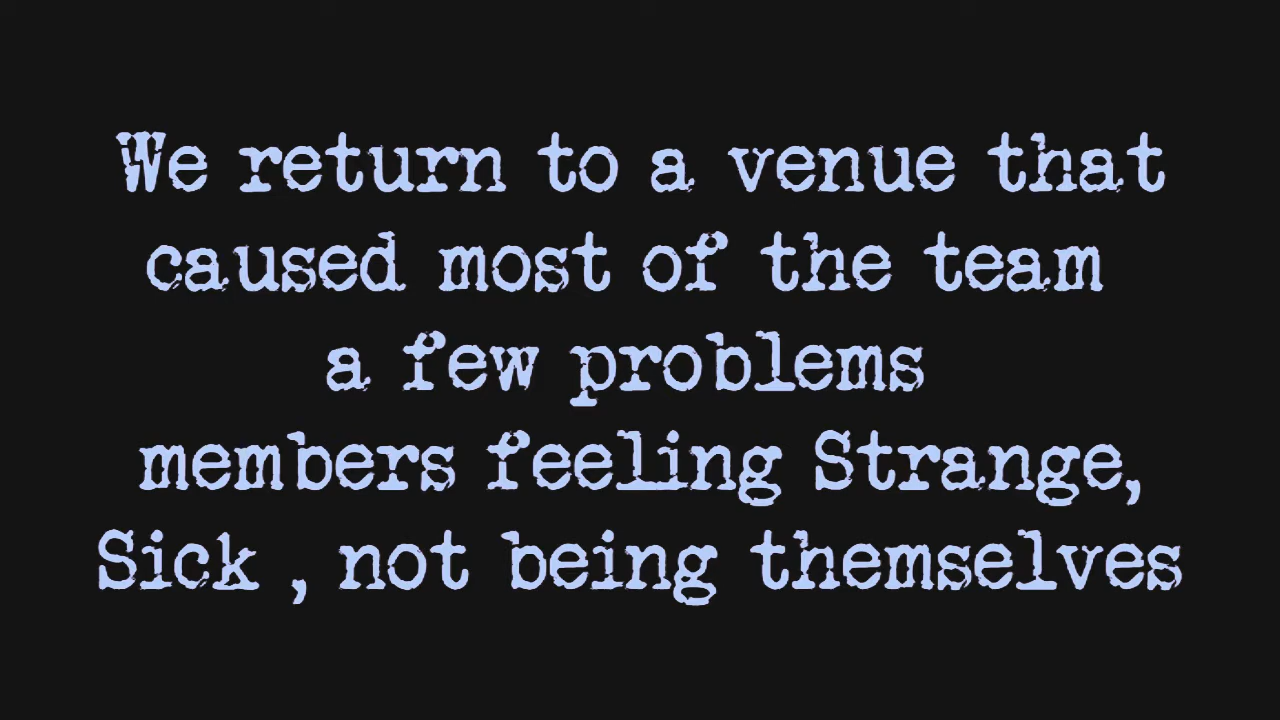 We return to a venue that
caused most of the team
a few problems
members feeling Strange,
Sick , not being themselves